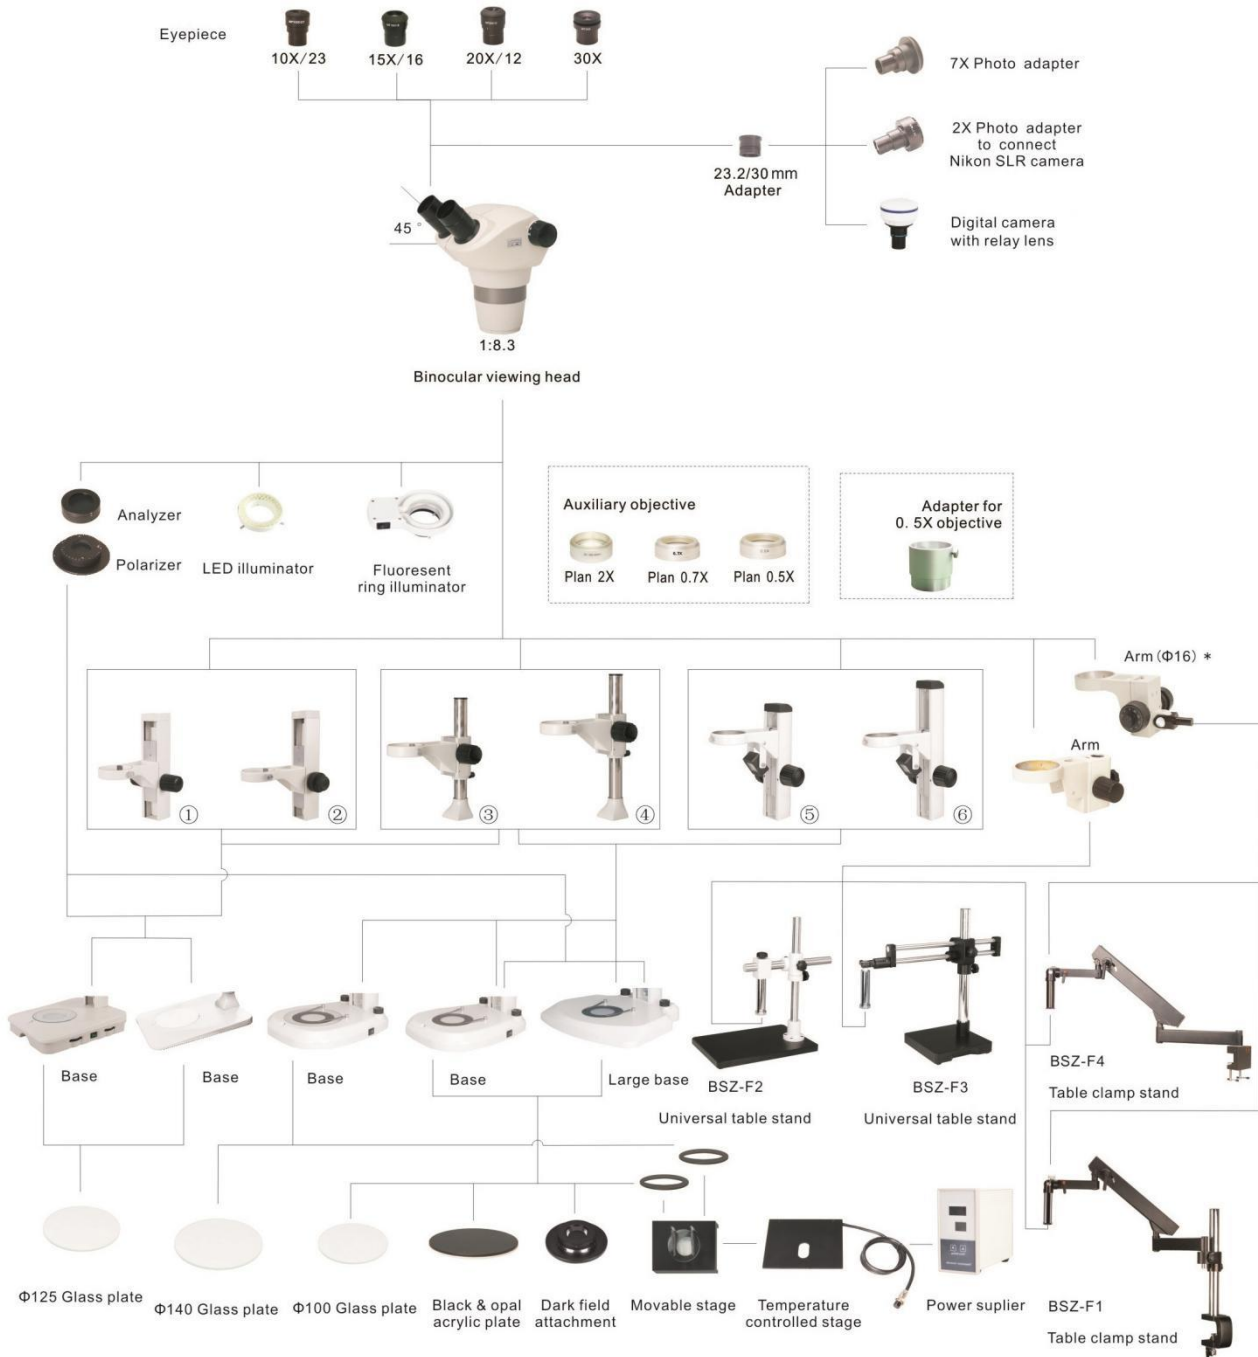 Eyepiece
10X/23
15X/16
20X/12
30X
7X Photo adapter
2X Photo adapter
to connect
Nikon SLR camera
23.2/30 mm
Adapter
Digital camera
with relay lens
45°
1:8.3
Binocular viewing head
Analyzer
Polarizer
LED illuminator
Fluoresent
ring illuminator
Auxiliary objective
Plan 2X
Plan 0.7X
Plan 0.5X
Adapter for
0. 5X objective
Arm (Φ16) *
Arm
①
②
③
④
⑤
⑥
Base
Base
Base
Base
Large base
BSZ-F2
Universal table stand
BSZ-F3
Universal table stand
BSZ-F4
Table clamp stand
Φ125 Glass plate
Φ140 Glass plate
Φ100 Glass plate
Black & opal
acrylic plate
Dark field
attachment
Movable stage
Temperature
controlled stage
Power suplier
BSZ-F1
Table clamp stand